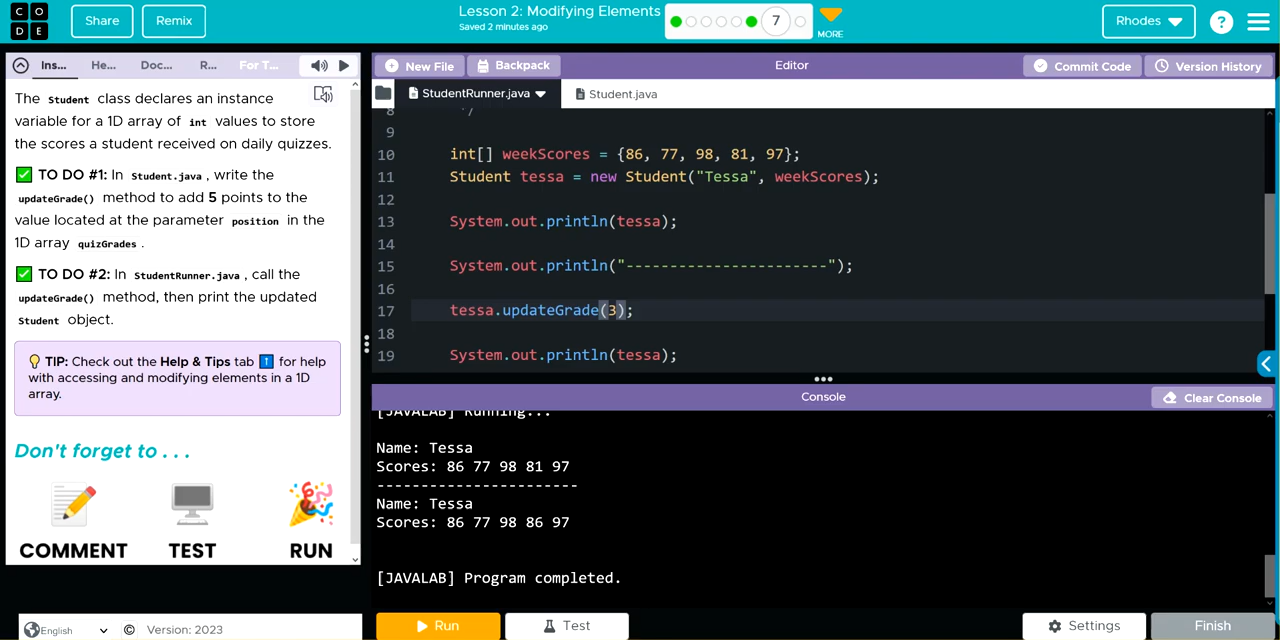 CODE
Share
Remix
Lesson 2: Modifying Elements
Saved 2 minutes ago
7
MORE
Rhodes
?
Ins...
He...
Doc...
R...
For T...
New File
Backpack
Editor
Commit Code
Version History
StudentRunner.java
Student.java
The Student class declares an instance
variable for a 1D array of int values to store
the scores a student received on daily quizzes.
✅ TO DO #1: In Student.java, write the
updateGrade() method to add 5 points to the
value located at the parameter position in the
1D array quizGrades.
✅ TO DO #2: In StudentRunner.java, call the
updateGrade() method, then print the updated
Student object.
💡 TIP: Check out the Help & Tips tab ⬆️ for help
with accessing and modifying elements in a 1D
array.
Don't forget to . . .
COMMENT
TEST
RUN
8 */
9
10 int[] weekScores = {86, 77, 98, 81, 97};
11 Student tessa = new Student("Tessa", weekScores);
12
13 System.out.println(tessa);
14
15 System.out.println("-----------------------");
16
17 tessa.updateGrade(3);
18
19 System.out.println(tessa);
Console
Clear Console
[JAVALAB] Running...
Name: Tessa
Scores: 86 77 98 81 97
-----------------------
Name: Tessa
Scores: 86 77 98 86 97
[JAVALAB] Program completed.
English
© Version: 2023
Run
Test
Settings
Finish